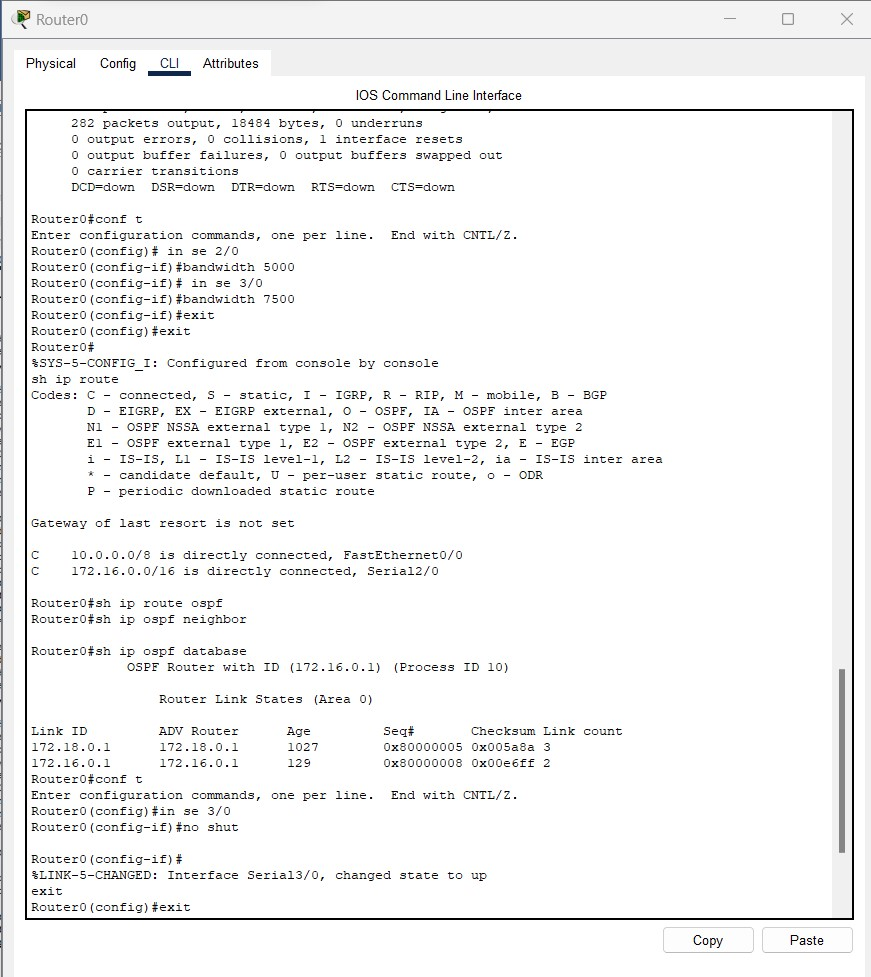 Router0
Physical Config CLI Attributes
IOS Command Line Interface
282 packets output, 18484 bytes, 0 underruns
0 output errors, 0 collisions, 1 interface resets
0 output buffer failures, 0 output buffers swapped out
0 carrier transitions
DCD=down  DSR=down  DTR=down  RTS=down  CTS=down
Router0#conf t
Enter configuration commands, one per line.  End with CNTL/Z.
Router0(config)# in se 2/0
Router0(config-if)#bandwidth 5000
Router0(config-if)# in se 3/0
Router0(config-if)#bandwidth 7500
Router0(config-if)#exit
Router0(config)#exit
Router0#
%SYS-5-CONFIG_I: Configured from console by console
sh ip route
Codes: C - connected, S - static, I - IGRP, R - RIP, M - mobile, B - BGP
D - EIGRP, EX - EIGRP external, O - OSPF, IA - OSPF inter area
N1 - OSPF NSSA external type 1, N2 - OSPF NSSA external type 2
E1 - OSPF external type 1, E2 - OSPF external type 2, E - EGP
i - IS-IS, L1 - IS-IS level-1, L2 - IS-IS level-2, ia - IS-IS inter area
* - candidate default, U - per-user static route, o - ODR
P - periodic downloaded static route
Gateway of last resort is not set
C    10.0.0.0/8 is directly connected, FastEthernet0/0
C    172.16.0.0/16 is directly connected, Serial2/0
Router0#sh ip route ospf
Router0#sh ip ospf neighbor
Router0#sh ip ospf database
OSPF Router with ID (172.16.0.1) (Process ID 10)
Router Link States (Area 0)
Link ID         ADV Router      Age         Seq#       Checksum Link count
172.18.0.1      172.18.0.1      1027        0x80000005 0x005a8a 3
172.16.0.1      172.16.0.1      129         0x80000008 0x00e6ff 2
Router0#conf t
Enter configuration commands, one per line.  End with CNTL/Z.
Router0(config)#in se 3/0
Router0(config-if)#no shut
Router0(config-if)#
%LINK-5-CHANGED: Interface Serial3/0, changed state to up
exit
Router0(config)#exit
Copy Paste